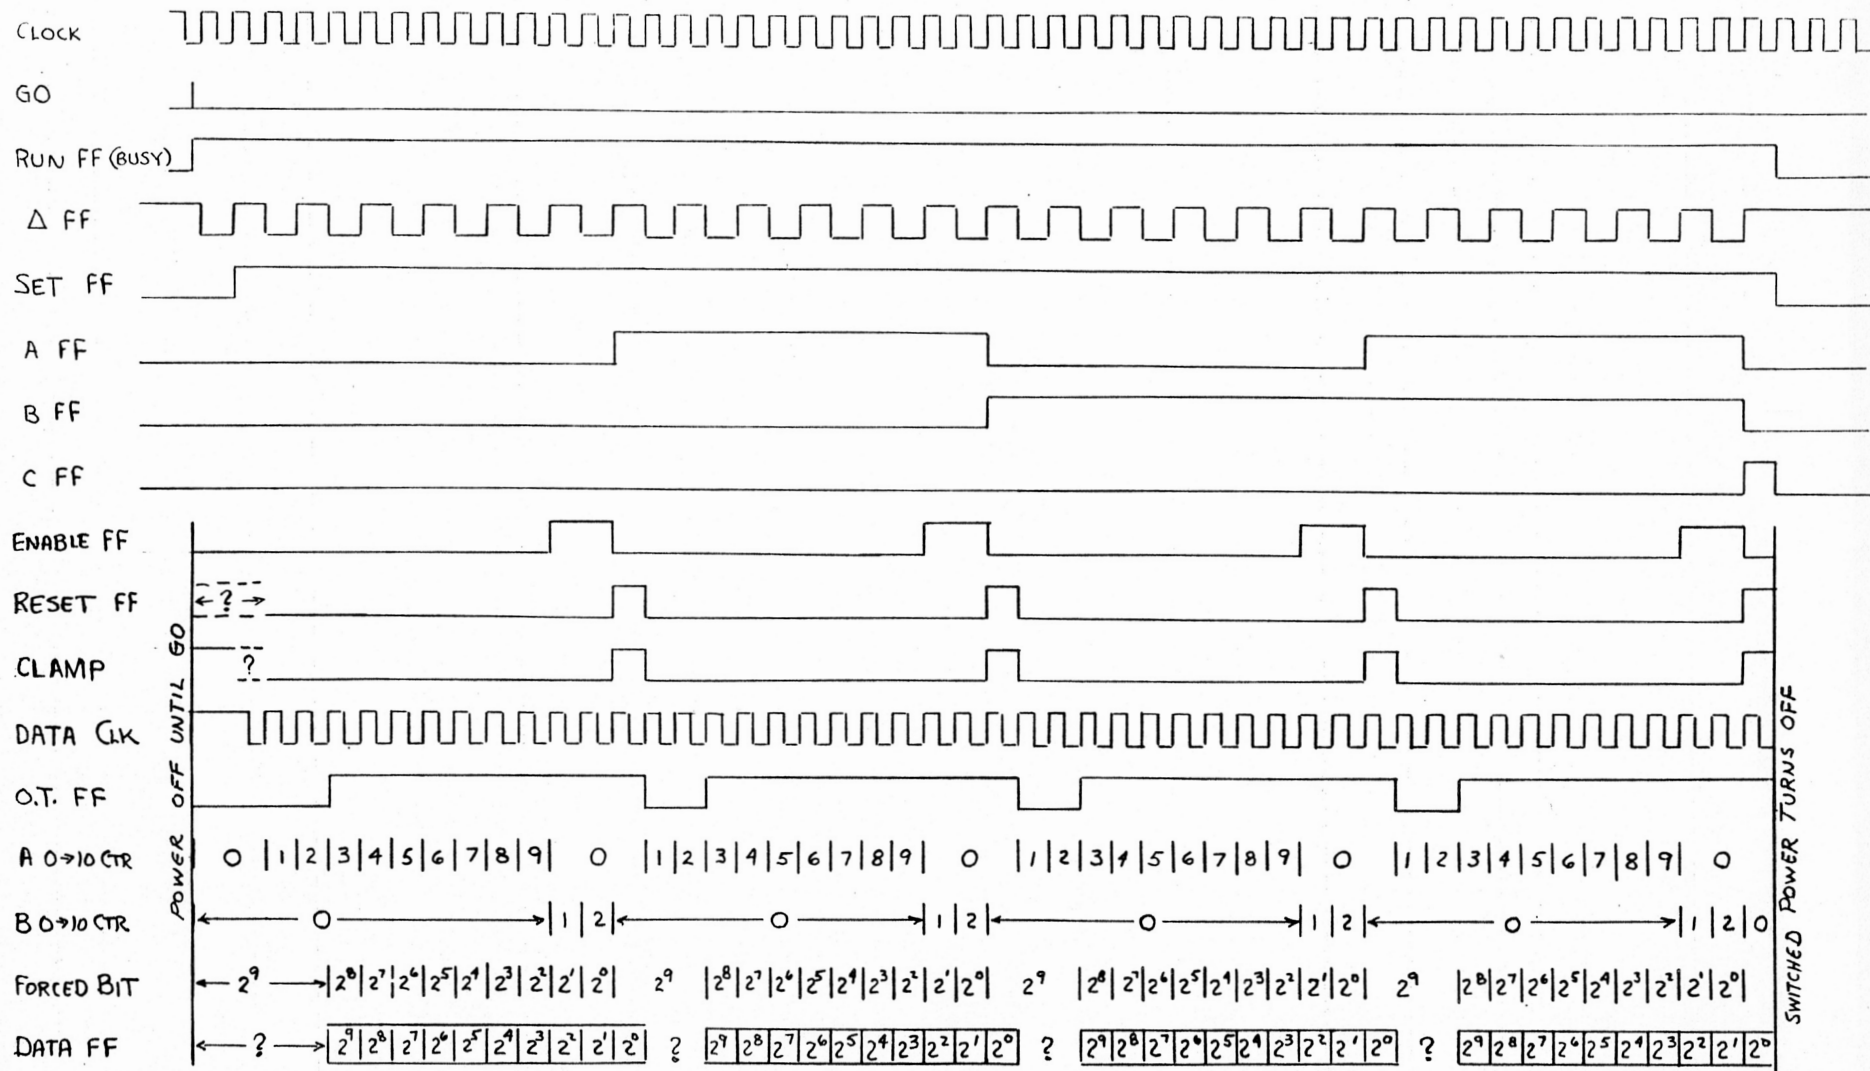 CLOCK
GO
RUN FF (BUSY)
Δ FF
SET FF
A FF
B FF
C FF
ENABLE FF
RESET FF ?
CLAMP ?
DATA CLK
O.T. FF
A 0→10 CTR 0 1 2 3 4 5 6 7 8 9 0 1 2 3 4 5 6 7 8 9 0 1 2 3 4 5 6 7 8 9 0 1 2 3 4 5 6 7 8 9 0
B 0→10 CTR 0 1 2 0 1 2 0 1 2 0 1 2 0
FORCED BIT 2⁹ 2⁸ 2⁷ 2⁶ 2⁵ 2⁴ 2³ 2² 2¹ 2⁰ 2⁹ 2⁸ 2⁷ 2⁶ 2⁵ 2⁴ 2³ 2² 2¹ 2⁰ 2⁹ 2⁸ 2⁷ 2⁶ 2⁵ 2⁴ 2³ 2² 2¹ 2⁰ 2⁹ 2⁸ 2⁷ 2⁶ 2⁵ 2⁴ 2³ 2² 2¹ 2⁰
DATA FF ? 2⁹ 2⁸ 2⁷ 2⁶ 2⁵ 2⁴ 2³ 2² 2¹ 2⁰ ? 2⁹ 2⁸ 2⁷ 2⁶ 2⁵ 2⁴ 2³ 2² 2¹ 2⁰ ? 2⁹ 2⁸ 2⁷ 2⁶ 2⁵ 2⁴ 2³ 2² 2¹ 2⁰ ? 2⁹ 2⁸ 2⁷ 2⁶ 2⁵ 2⁴ 2³ 2² 2¹ 2⁰
POWER OFF UNTIL GO
SWITCHED POWER TURNS OFF